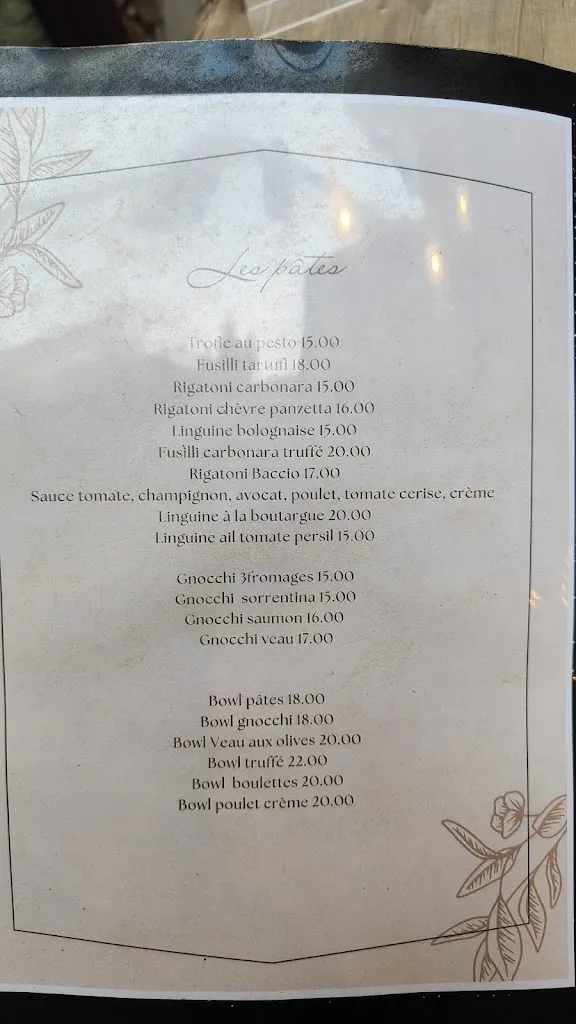 Les pâtes
Trofie au pesto 15.00
Fusilli tartufi 18.00
Rigatoni carbonara 15.00
Rigatoni chèvre panzetta 16.00
Linguine bolognaise 15.00
Fusilli carbonara truffé 20.00
Rigatoni Baccio 17.00
Sauce tomate, champignon, avocat, poulet, tomate cerise, crème
Linguine à la boutargue 20.00
Linguine ail tomate persil 15.00
Gnocchi 3fromages 15.00
Gnocchi sorrentina 15.00
Gnocchi saumon 16.00
Gnocchi veau 17.00
Bowl pâtes 18.00
Bowl gnocchi 18.00
Bowl Veau aux olives 20.00
Bowl truffé 22.00
Bowl boulettes 20.00
Bowl poulet crème 20.00